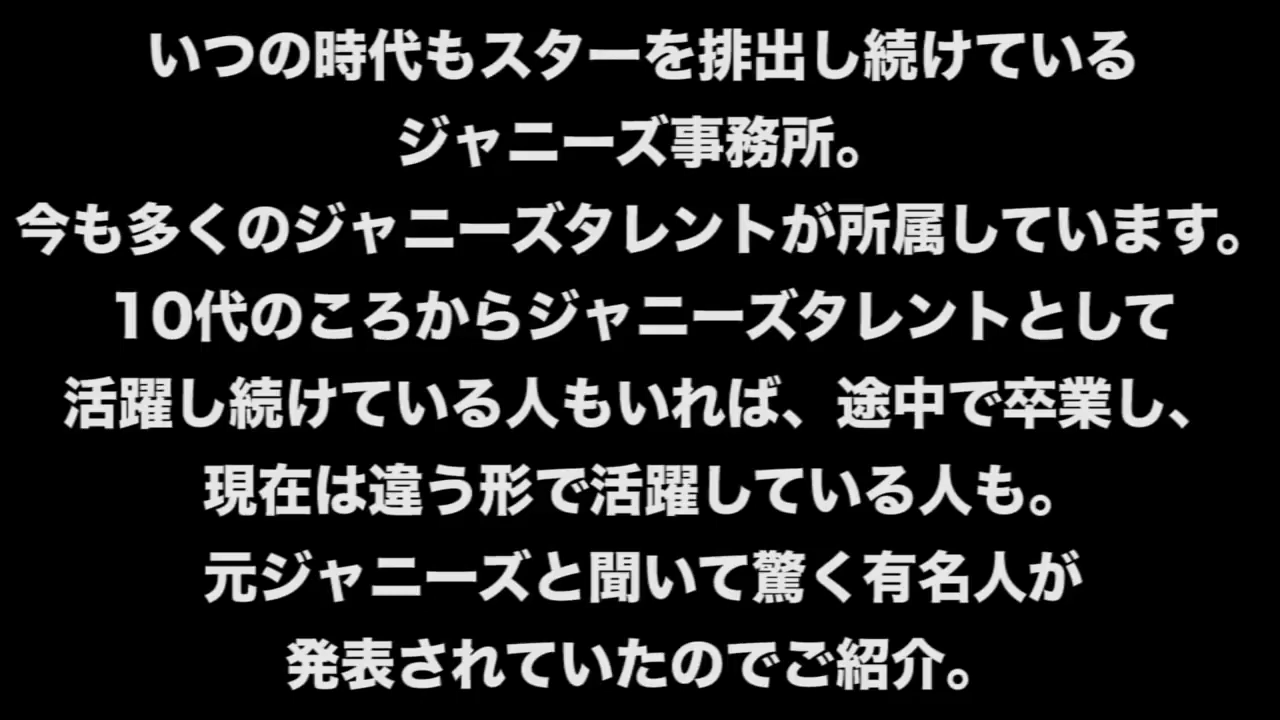 いつの時代もスターを排出し続けている
ジャニーズ事務所。
今も多くのジャニーズタレントが所属しています。
10代のころからジャニーズタレントとして
活躍し続けている人もいれば、途中で卒業し、
現在は違う形で活躍している人も。
元ジャニーズと聞いて驚く有名人が
発表されていたのでご紹介。